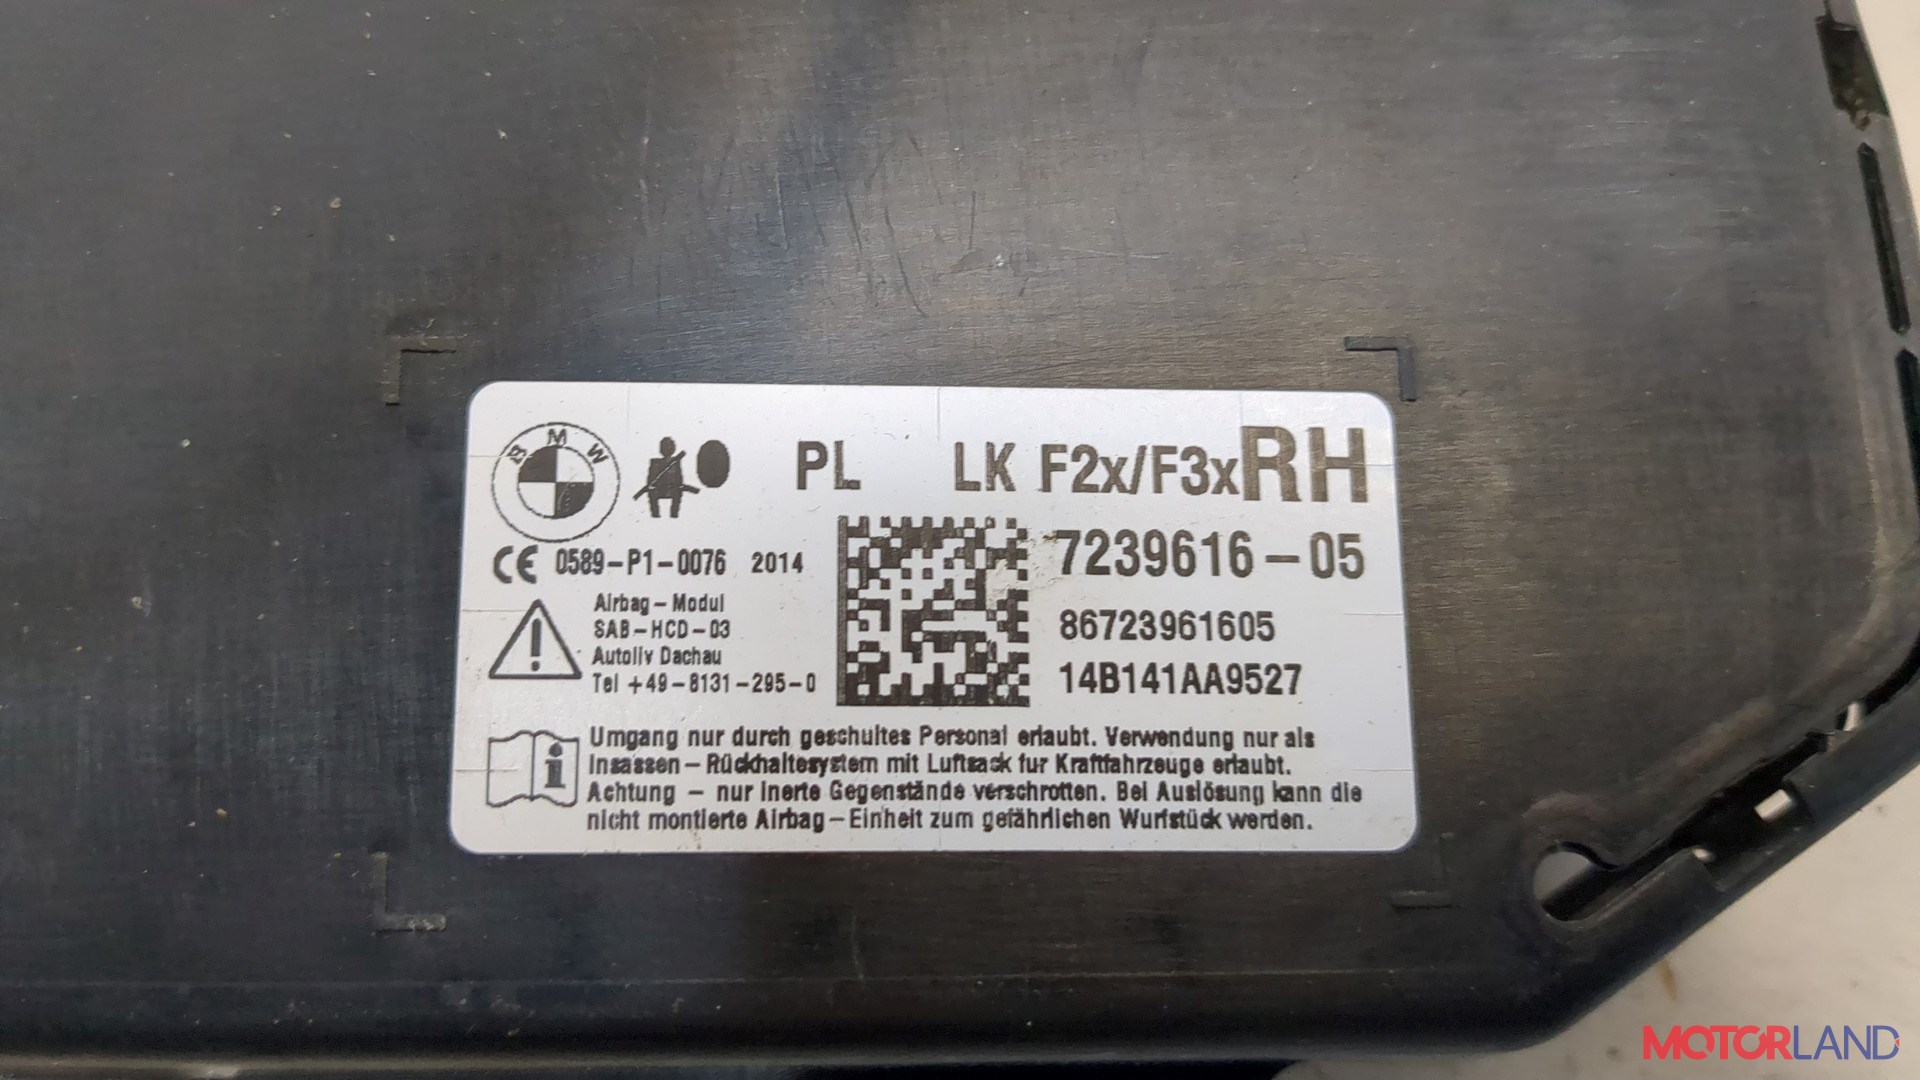 BMW
PL LK F2x/F3x RH
7239616-05
CE 0589-P1-0076 2014
Airbag-Modul
SAB-HCD-03
Autoliv Dachau
Tel +49-8131-295-0
86723961605
14B141AA9527
Umgang nur durch geschultes Personal erlaubt. Verwendung nur als
Insassen-Rückhaltesystem mit Luftsack fur Kraftfahrzeuge erlaubt.
Achtung - nur inerte Gegenstände verschrotten. Bei Auslösung kann die
nicht montierte Airbag-Einheit zum gefährlichen Wurfstück werden.
MOTORLAND